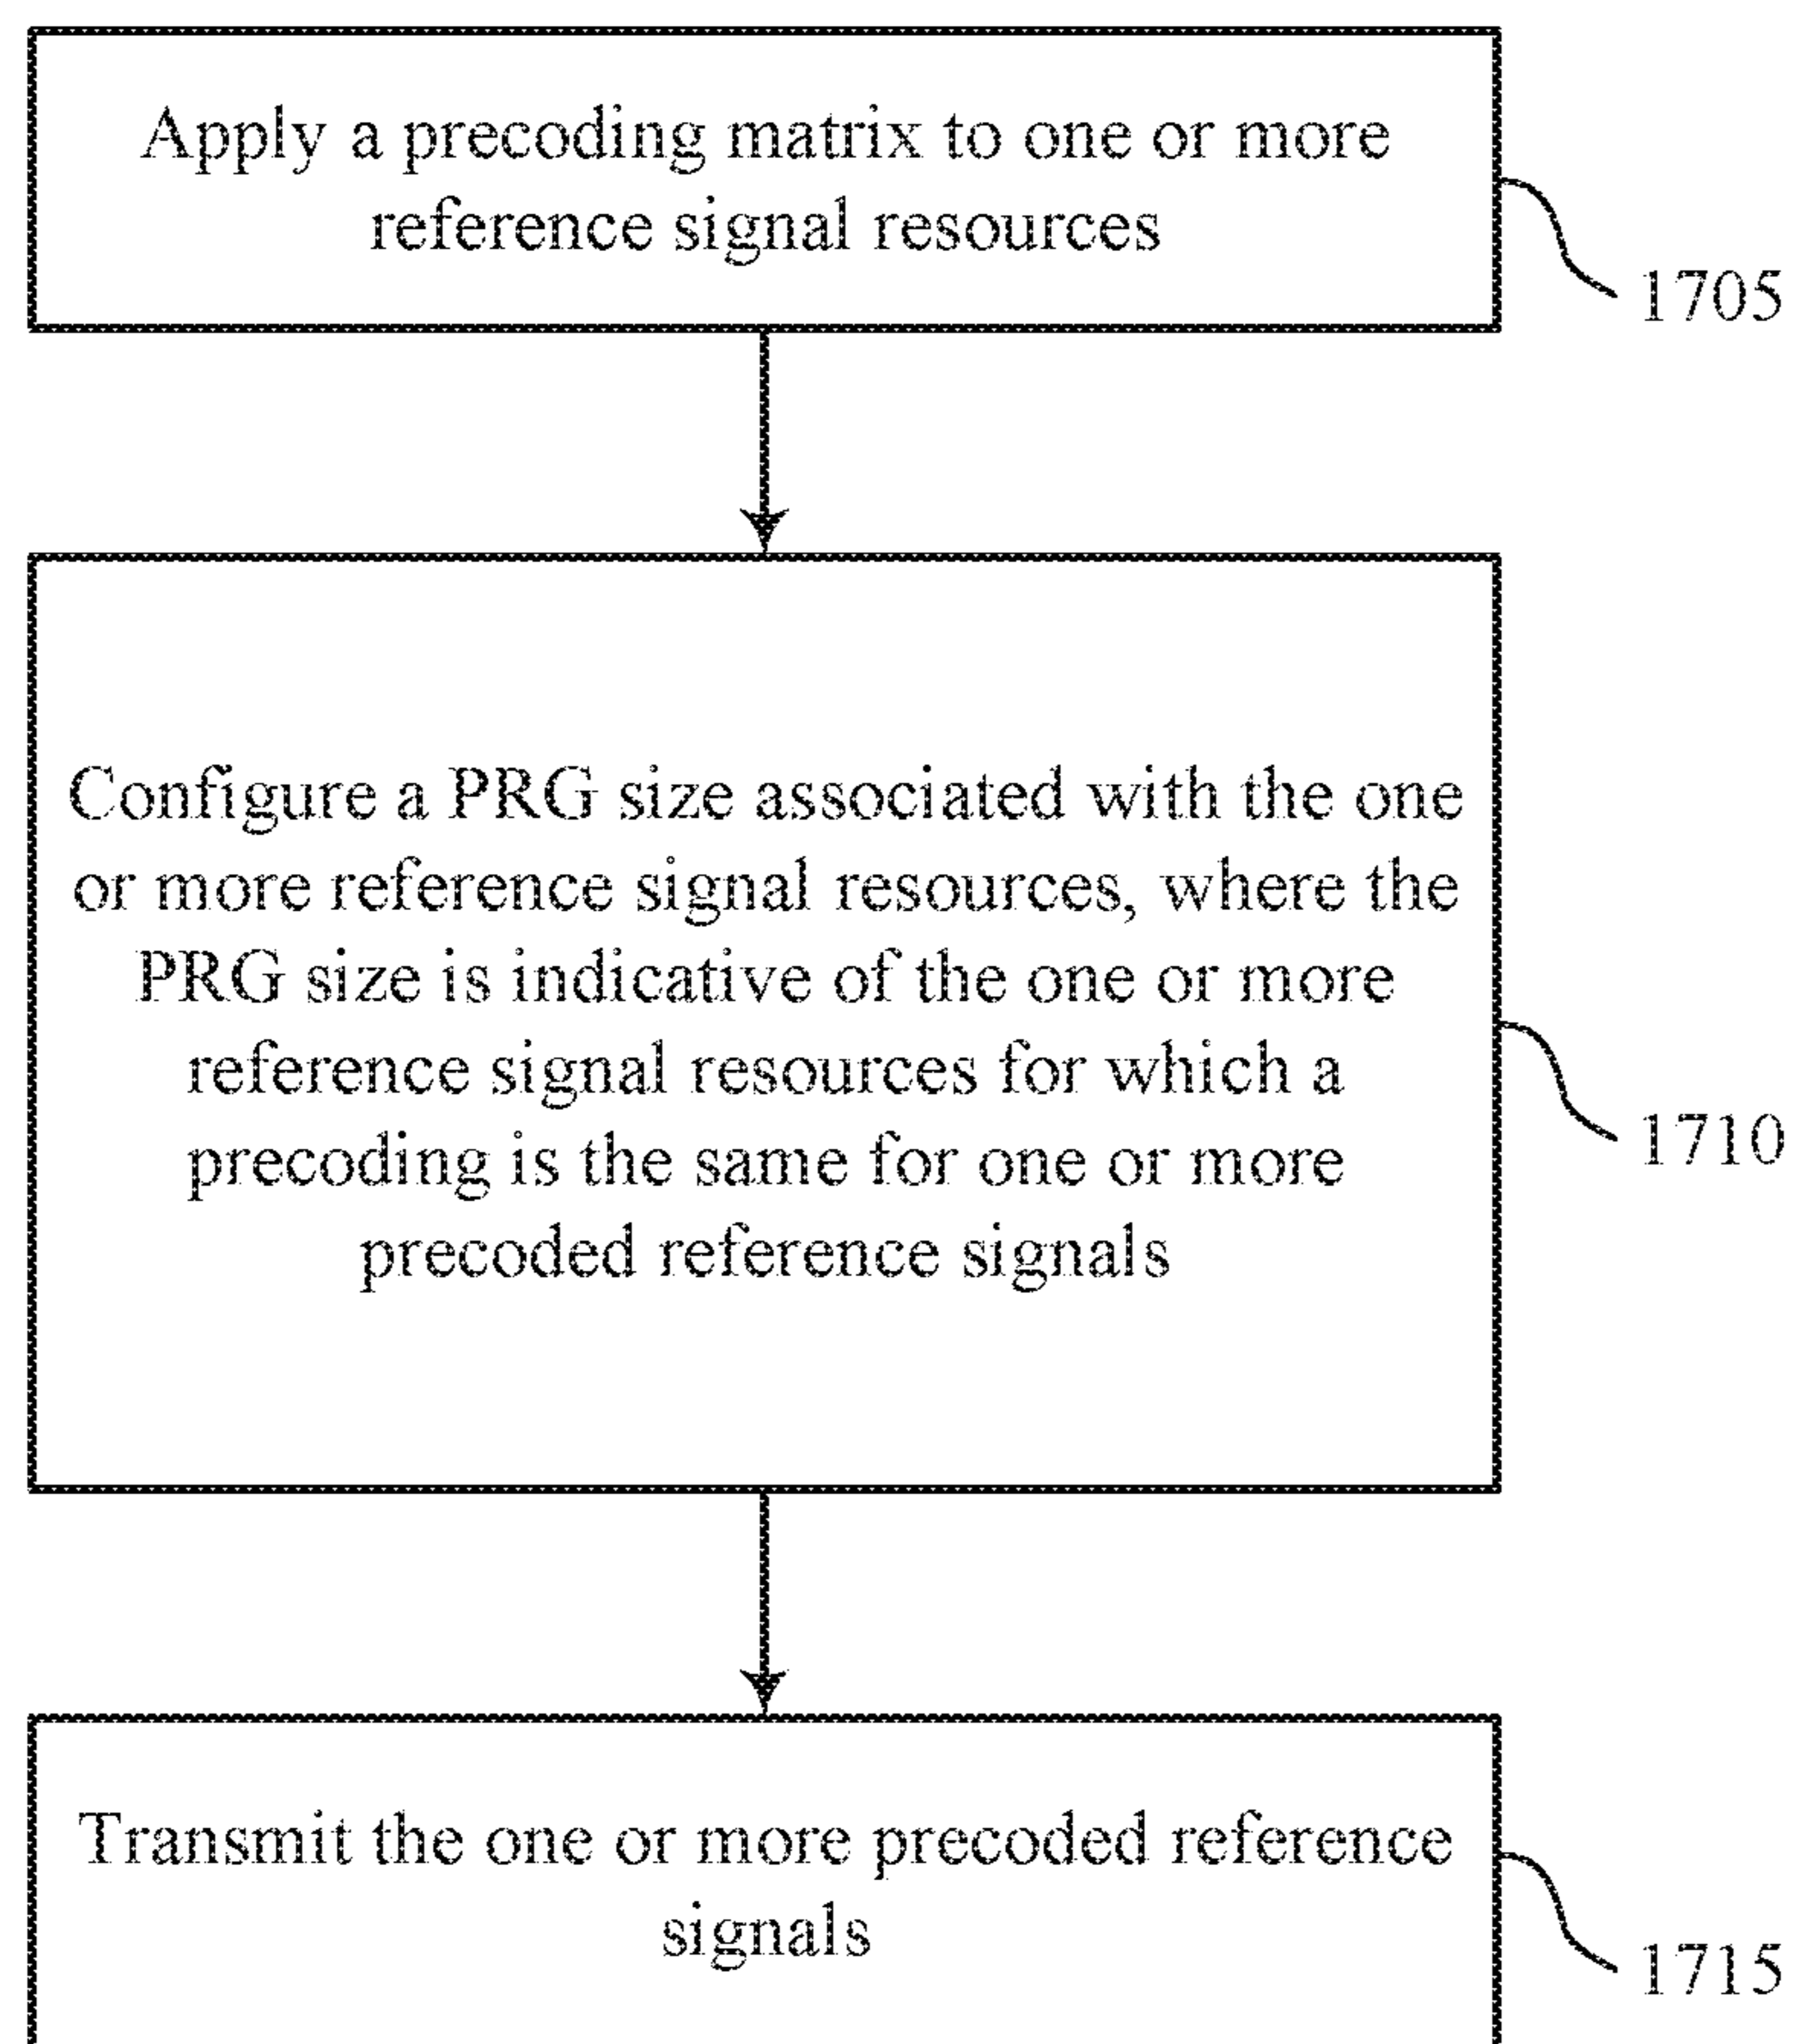 Apply a precoding matrix to one or more
reference signal resources
1705
Configure a PRG size associated with the one
or more reference signal resources, where the
PRG size is indicative of the one or more
reference signal resources for which a
precoding is the same for one or more
precoded reference signals
1710
Transmit the one or more precoded reference
signals
1715